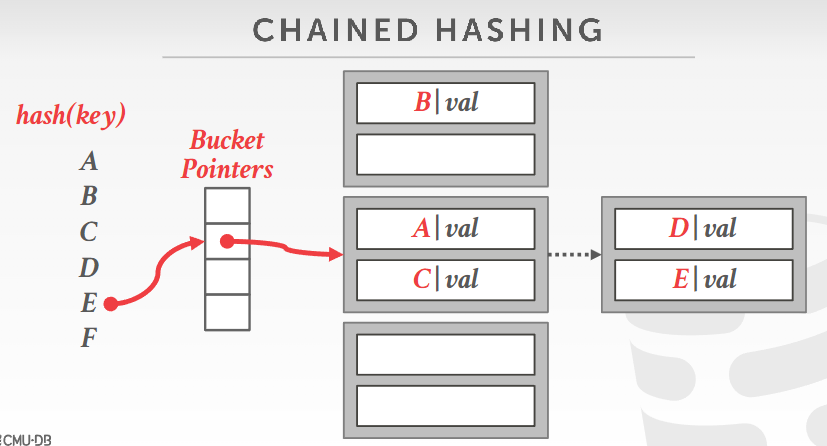 CHAINED HASHING
hash(key)
A
B
C
D
E
F
Bucket
Pointers
B|val
A|val
C|val
D|val
E|val
CMU·DB